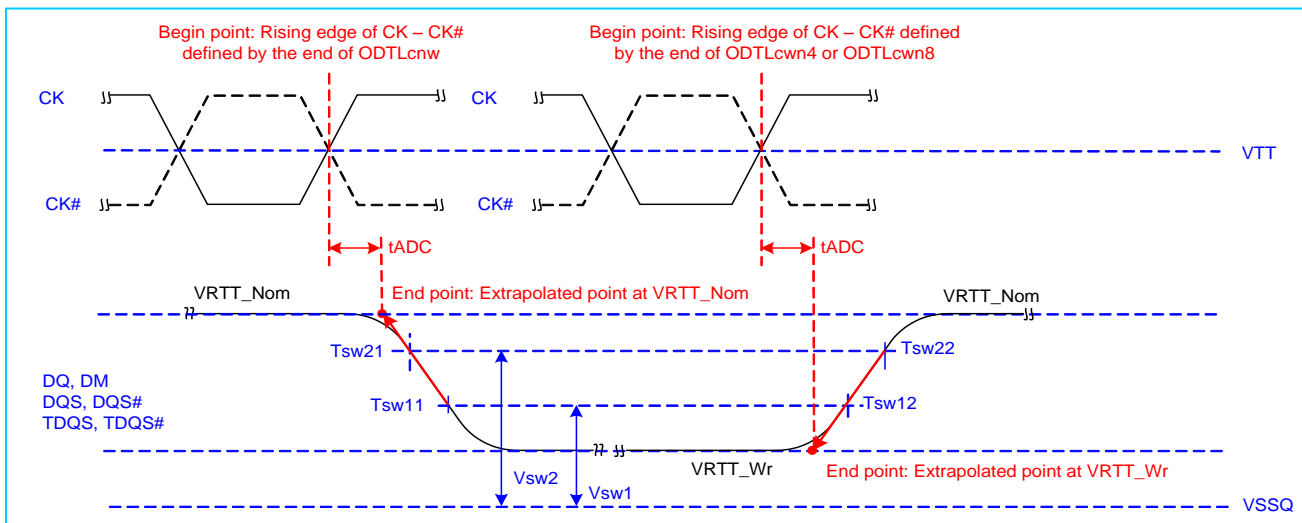 Begin point: Rising edge of CK – CK#
defined by the end of ODTLcnw
Begin point: Rising edge of CK – CK# defined
by the end of ODTLcwn4 or ODTLcwn8
CK
CK
VTT
CK#
CK#
tADC
tADC
VRTT_Nom
End point: Extrapolated point at VRTT_Nom
VRTT_Nom
Tsw21
Tsw22
DQ, DM
DQS, DQS#
TDQS, TDQS#
Tsw11
Tsw12
VRTT_Wr
End point: Extrapolated point at VRTT_Wr
Vsw2
Vsw1
VSSQ